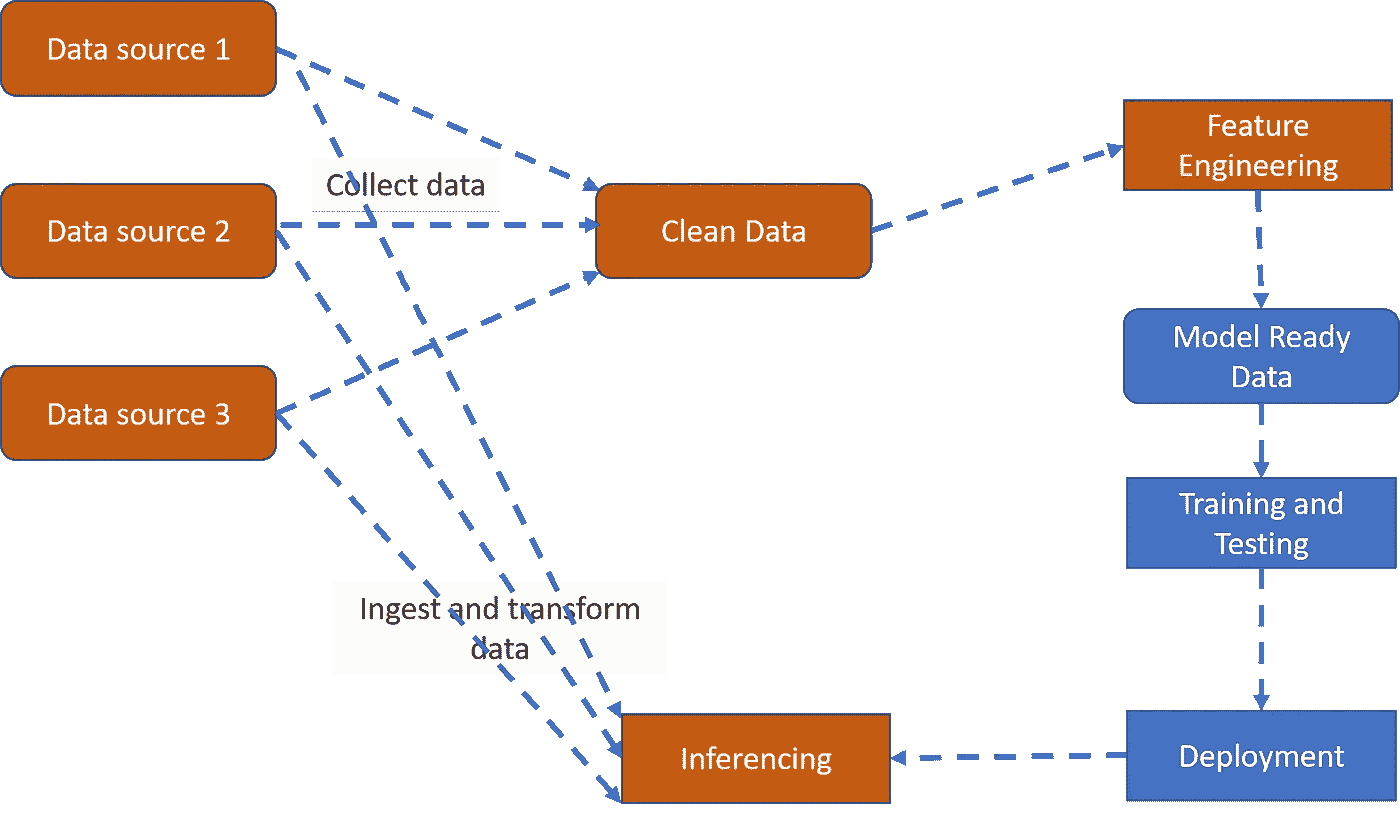 Data source 1
Feature
Engineering
Collect data
Data source 2
Clean Data
Model Ready
Data
Data source 3
Training and
Testing
Ingest and transform
data
Inferencing
Deployment